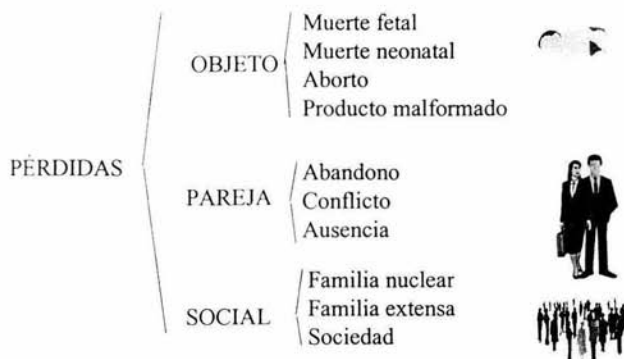 PÉRDIDAS
OBJETO
Muerte fetal
Muerte neonatal
Aborto
Producto malformado
PAREJA
Abandono
Conflicto
Ausencia
SOCIAL
Familia nuclear
Familia extensa
Sociedad